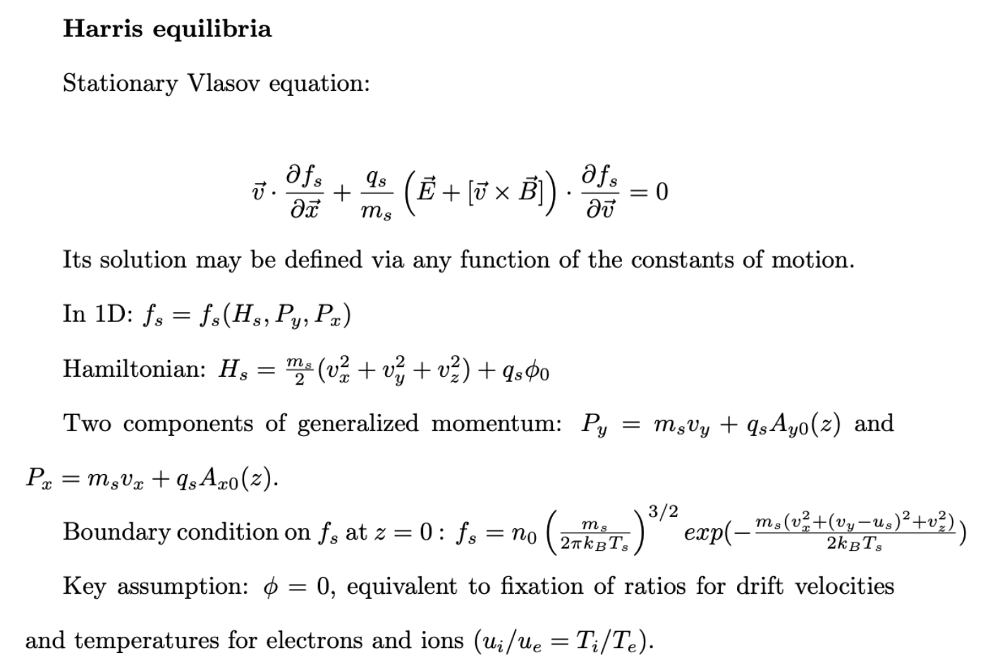 Harris equilibria
Stationary Vlasov equation:
$\vec{v} \cdot \frac{\partial f_s}{\partial \vec{x}} + \frac{q_s}{m_s} \left( \vec{E} + [\vec{v} \times \vec{B}] \right) \cdot \frac{\partial f_s}{\partial \vec{v}} = 0$
Its solution may be defined via any function of the constants of motion.
In 1D: $f_s = f_s(H_s, P_y, P_x)$
Hamiltonian: $H_s = \frac{m_s}{2}(v_x^2 + v_y^2 + v_z^2) + q_s\phi_0$
Two components of generalized momentum: $P_y = m_s v_y + q_s A_{y0}(z)$ and
$P_x = m_s v_x + q_s A_{x0}(z)$.
Boundary condition on $f_s$ at $z = 0 : f_s = n_0 \left( \frac{m_s}{2\pi k_B T_s} \right)^{3/2} exp(-\frac{m_s(v_x^2+(v_y-u_s)^2+v_z^2)}{2k_B T_s})$
Key assumption: $\phi = 0$, equivalent to fixation of ratios for drift velocities
and temperatures for electrons and ions ($u_i/u_e = T_i/T_e$).